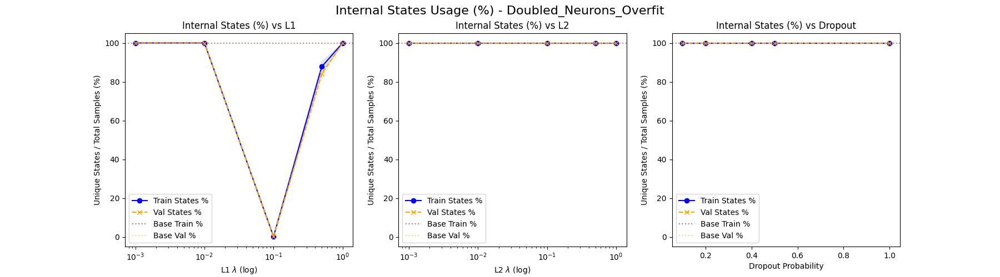 Internal States Usage (%) - Doubled_Neurons_Overfit
Internal States (%) vs L1
Unique States / Total Samples (%)
100
80
60
40
20
0
Train States %
Val States %
Base Train %
Base Val %
10⁻³
10⁻²
10⁻¹
10⁰
L1 λ (log)
Internal States (%) vs L2
Unique States / Total Samples (%)
100
80
60
40
20
0
Train States %
Val States %
Base Train %
Base Val %
10⁻³
10⁻²
10⁻¹
10⁰
L2 λ (log)
Internal States (%) vs Dropout
Unique States / Total Samples (%)
100
80
60
40
20
0
Train States %
Val States %
Base Train %
Base Val %
0.2
0.4
0.6
0.8
1.0
Dropout Probability